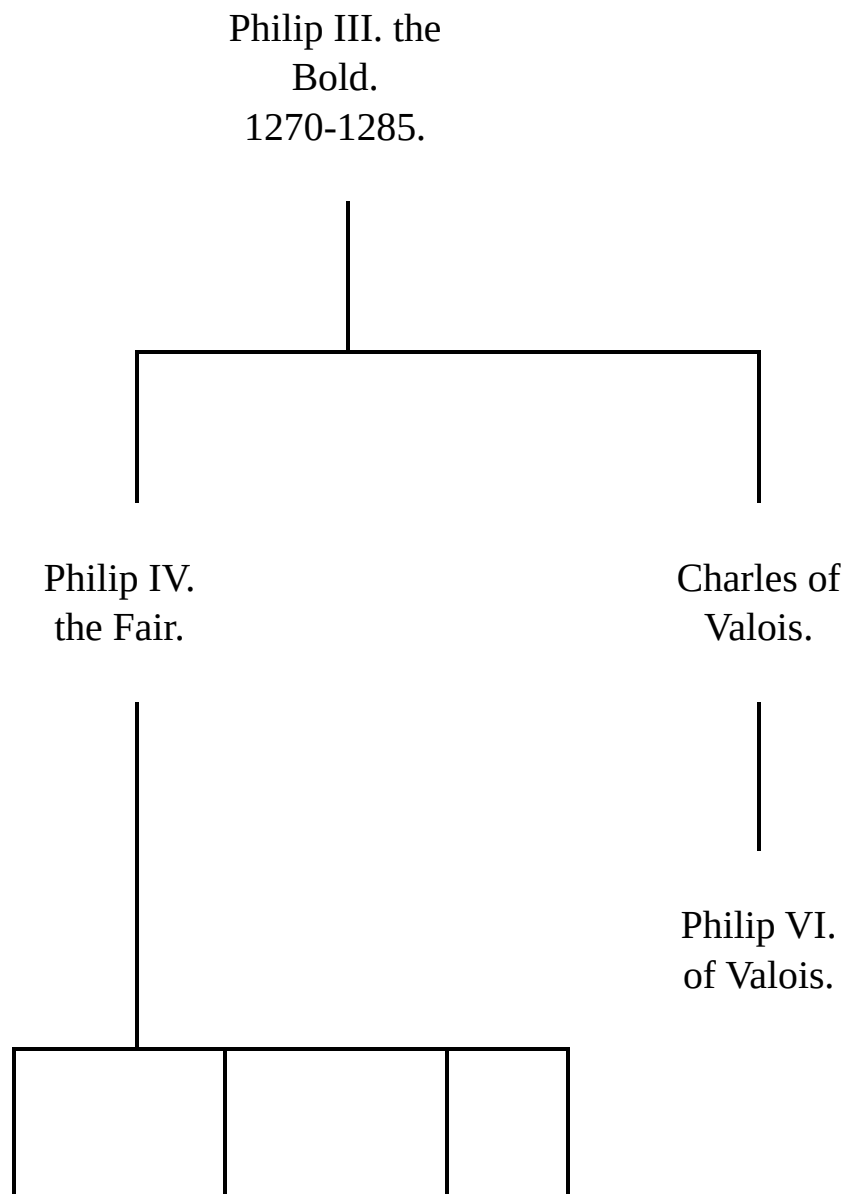 Philip III. the
Bold.
1270-1285.
Philip IV.
the Fair.
Charles of
Valois.
Philip VI.
of Valois.